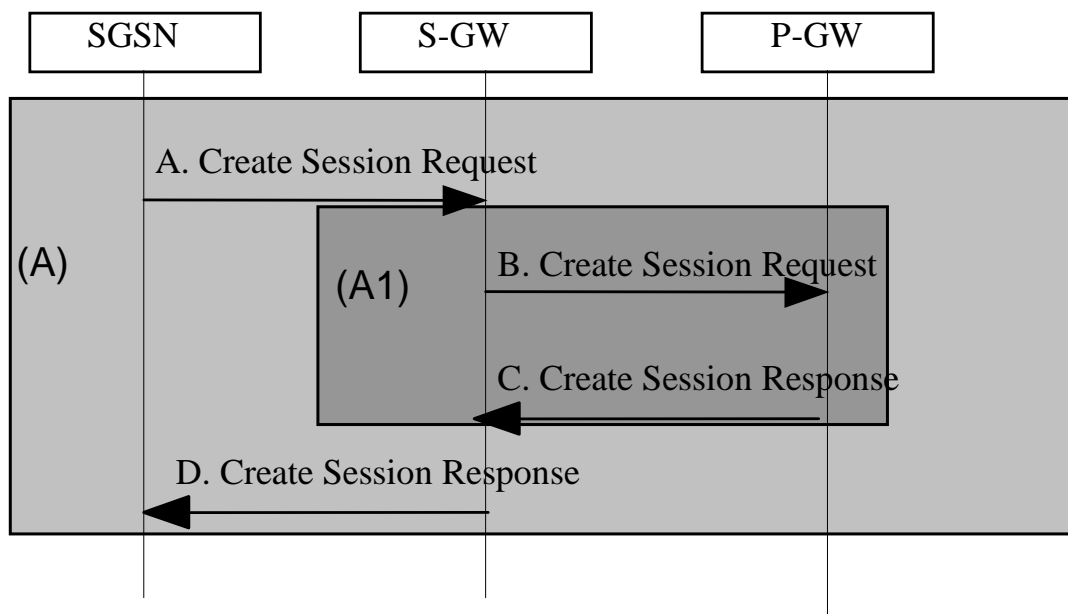 SGSN
S-GW
P-GW
A. Create Session Request
(A)
(A1)
B. Create Session Request
C. Create Session Response
D. Create Session Response